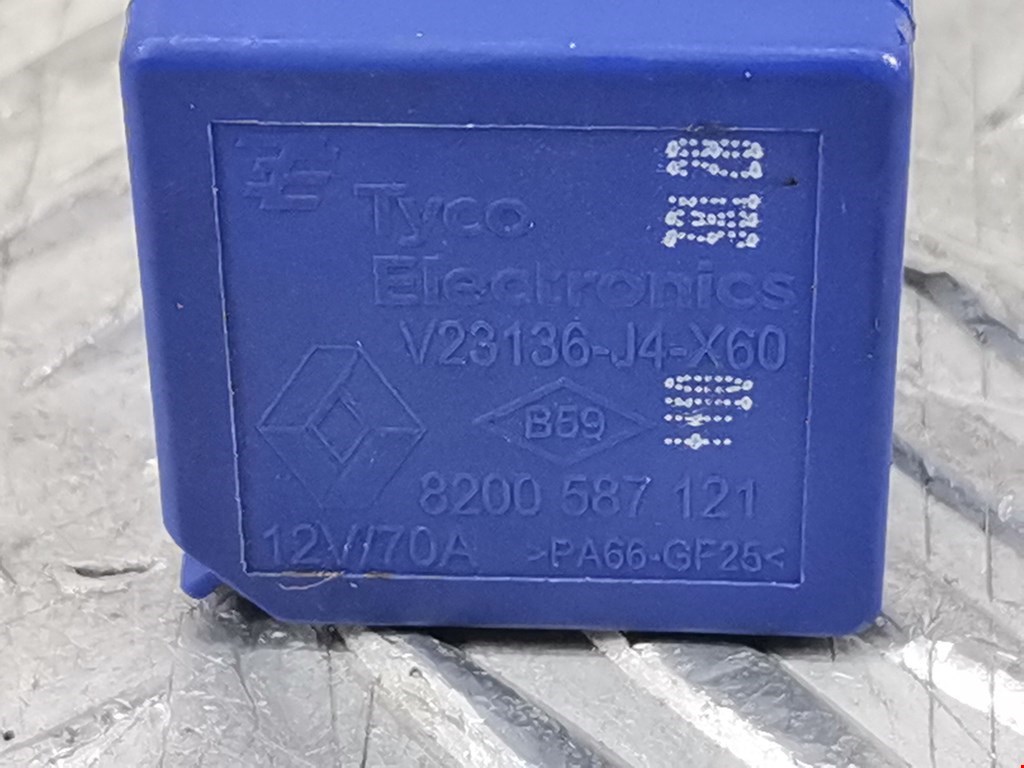 Tyco
Electronics
V23136-J4-X60
B59
8200 587 121
12V/70A >PA66-GF25<